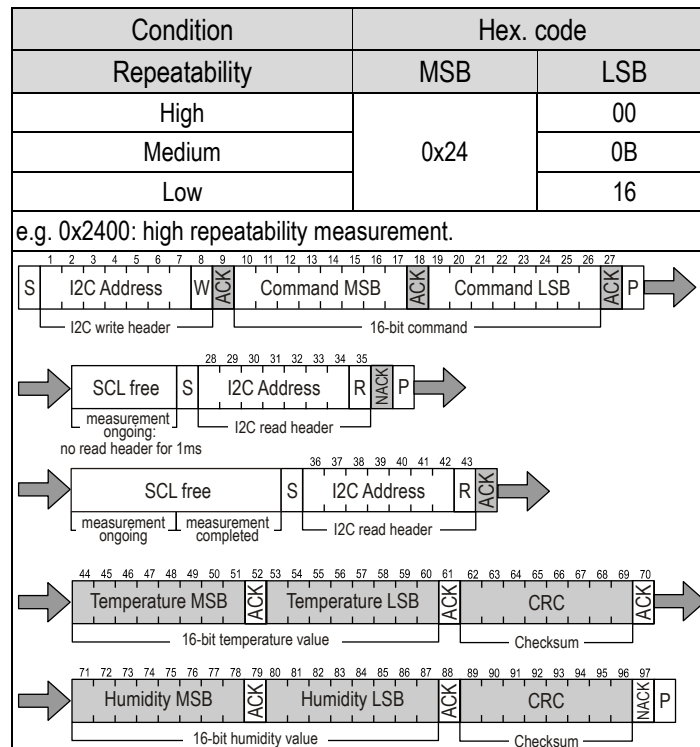 Condition Hex. code
Repeatability MSB LSB
High 00
Medium 0x24 0B
Low 16
e.g. 0x2400: high repeatability measurement.
1 2 3 4 5 6 7 8 9 10 11 12 13 14 15 16 17 18 19 20 21 22 23 24 25 26 27
S I2C Address W ACK Command MSB ACK Command LSB ACK P
I2C write header 16-bit command
28 29 30 31 32 33 34 35
SCL free S I2C Address R NACK P
measurement
ongoing:
no read header for 1ms
I2C read header
36 37 38 39 40 41 42 43
SCL free S I2C Address R ACK
measurement
ongoing
measurement
completed
I2C read header
44 45 46 47 48 49 50 51 52 53 54 55 56 57 58 59 60 61 62 63 64 65 66 67 68 69 70
Temperature MSB ACK Temperature LSB ACK CRC ACK
16-bit temperature value Checksum
71 72 73 74 75 76 77 78 79 80 81 82 83 84 85 86 87 88 89 90 91 92 93 94 95 96 97
Humidity MSB ACK Humidity LSB ACK CRC NACK P
16-bit humidity value Checksum